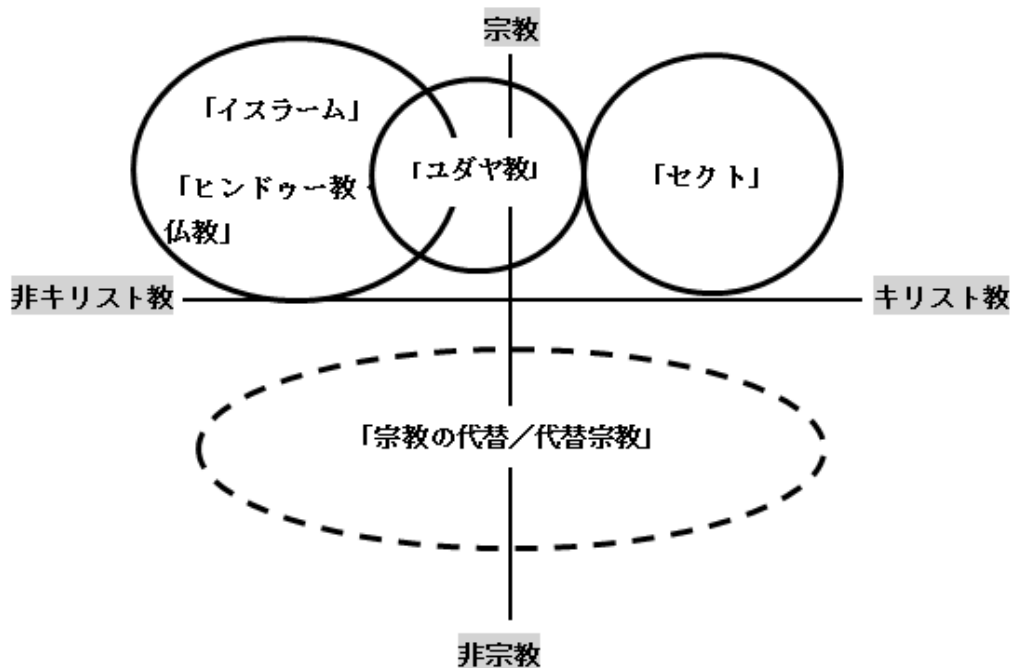 宗教
「イスラーム」
「ユダヤ教」
「セクト」
「ヒンドゥー教・
仏教」
非キリスト教
キリスト教
「宗教の代替／代替宗教」
非宗教